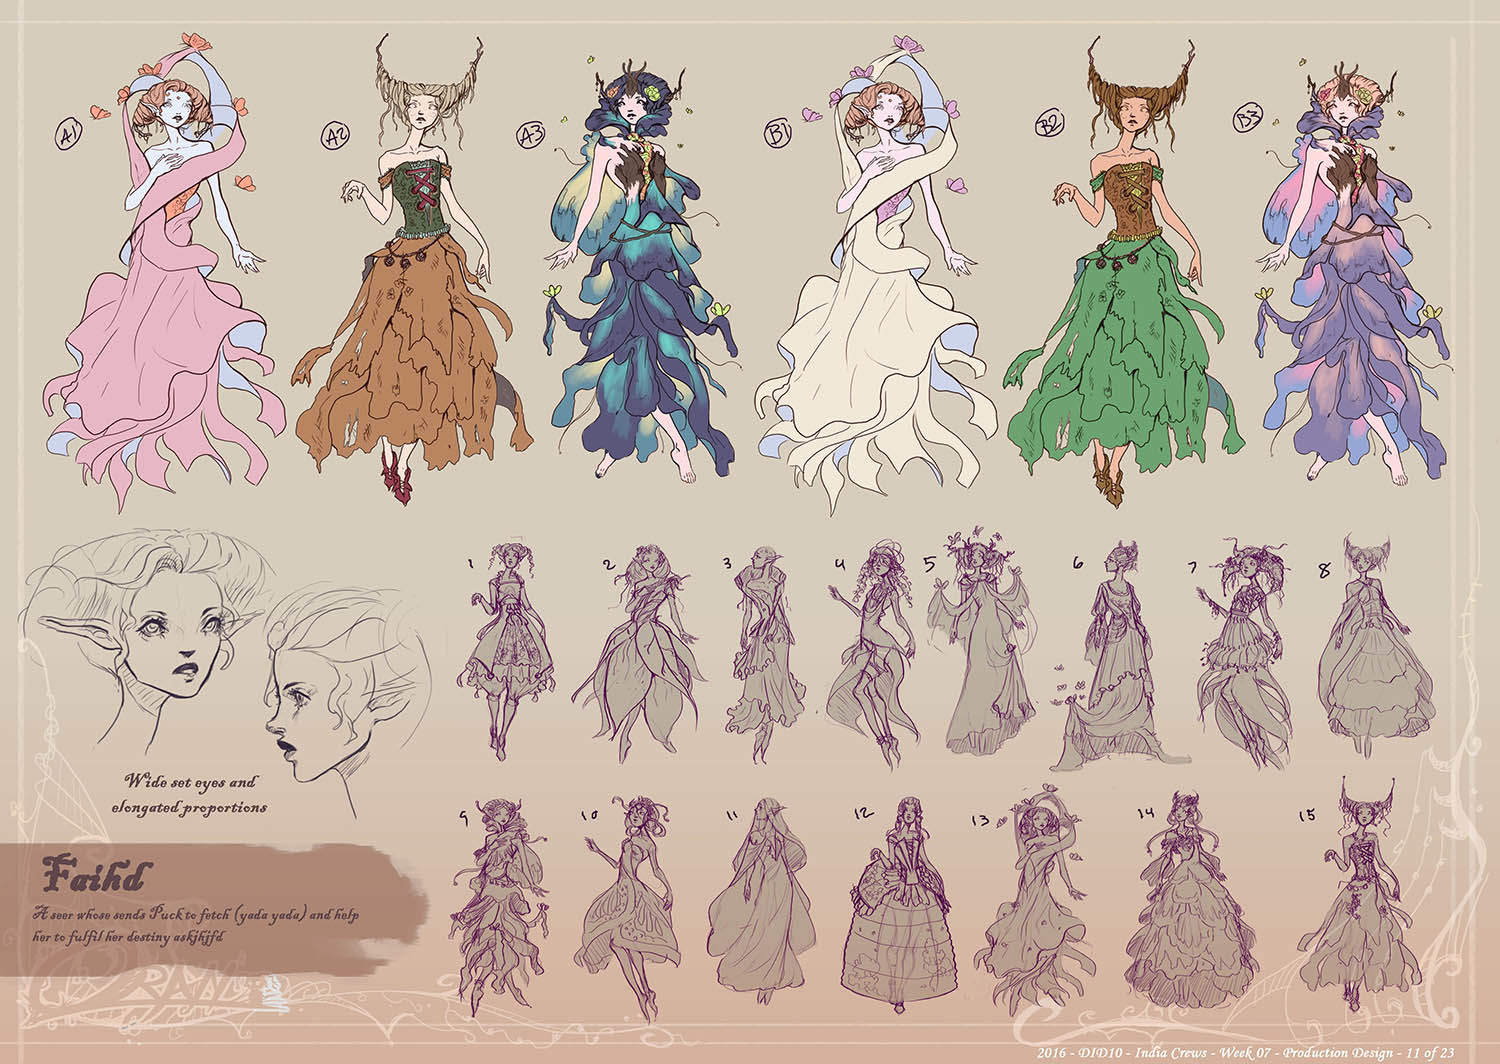 A1
A2
A3
B1
B2
B3
1
2
3
4
5
6
7
8
Wide set eyes and
elongated proportions
9
10
11
12
13
14
15
Faihd
A seer whose sends Puck to fetch (yada yada) and help
her to fulfil her destiny askjhjfd
2016 - DID10 - India Crews - Week 07 - Production Design - 11 of 23